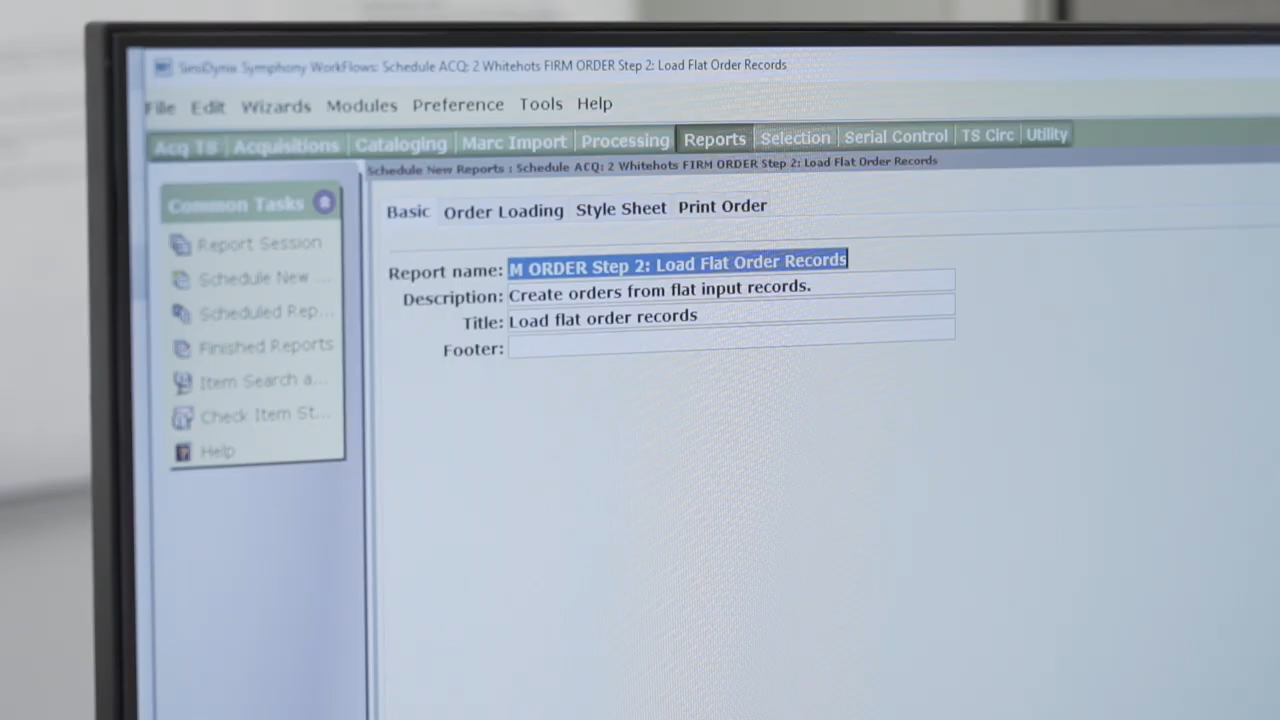 SirsiDynix Symphony WorkFlows: Schedule ACQ: 2 Whitehots FIRM ORDER Step 2: Load Flat Order Records
File Edit Wizards Modules Preference Tools Help
Acq TS Acquisitions Cataloging Marc Import Processing Reports Selection Serial Control TS Circ Utility
Schedule New Reports : Schedule ACQ: 2 Whitehots FIRM ORDER Step 2: Load Flat Order Records
Common Tasks
Report Session
Schedule New ...
Scheduled Rep...
Finished Reports
Item Search a...
Check Item St...
Help
Basic Order Loading Style Sheet Print Order
Report name: M ORDER Step 2: Load Flat Order Records
Description: Create orders from flat input records.
Title: Load flat order records
Footer: